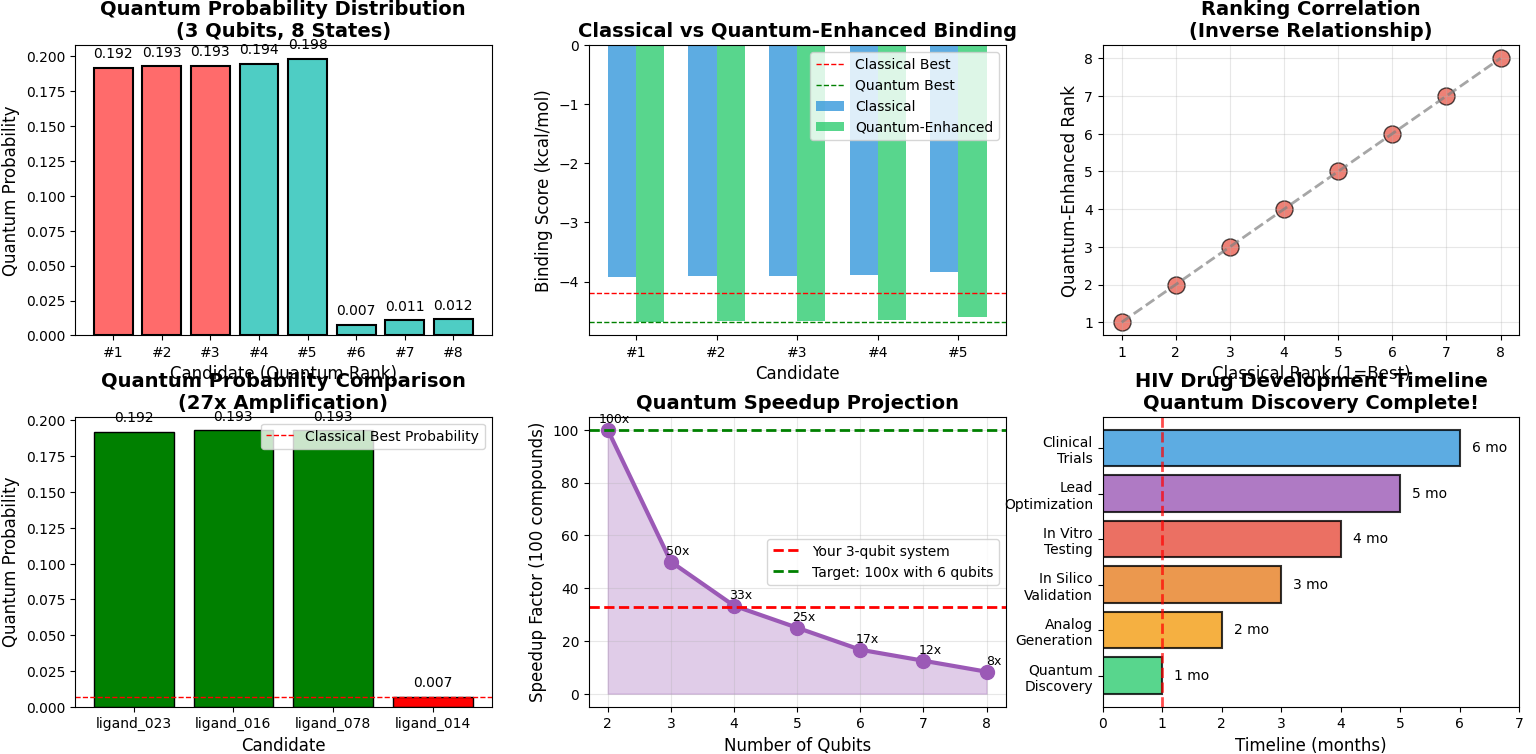 Quantum Probability Distribution
(3 Qubits, 8 States)
Quantum Probability
0.200
0.175
0.150
0.125
0.100
0.075
0.050
0.025
0.000
0.192 0.193 0.193 0.194 0.198
0.007 0.011 0.012
#1 #2 #3 #4 #5 #6 #7 #8
Candidate (Quantum Rank)
Classical vs Quantum-Enhanced Binding
Binding Score (kcal/mol)
0
−1
−2
−3
−4
Classical Best
Quantum Best
Classical
Quantum-Enhanced
#1 #2 #3 #4 #5
Candidate
Ranking Correlation
(Inverse Relationship)
Quantum-Enhanced Rank
8
7
6
5
4
3
2
1
1 2 3 4 5 6 7 8
Classical Rank (1=Best)
Quantum Probability Comparison
(27x Amplification)
Quantum Probability
0.200
0.175
0.150
0.125
0.100
0.075
0.050
0.025
0.000
0.192 0.193 0.193
Classical Best Probability
0.007
ligand_023 ligand_016 ligand_078 ligand_014
Candidate
Quantum Speedup Projection
Speedup Factor (100 compounds)
100
80
60
40
20
0
100x
50x
33x
25x
17x
12x
8x
Your 3-qubit system
Target: 100x with 6 qubits
2 3 4 5 6 7 8
Number of Qubits
HIV Drug Development Timeline
Quantum Discovery Complete!
Clinical
Trials
6 mo
Lead
Optimization
5 mo
In Vitro
Testing
4 mo
In Silico
Validation
3 mo
Analog
Generation
2 mo
Quantum
Discovery
1 mo
0 1 2 3 4 5 6 7
Timeline (months)